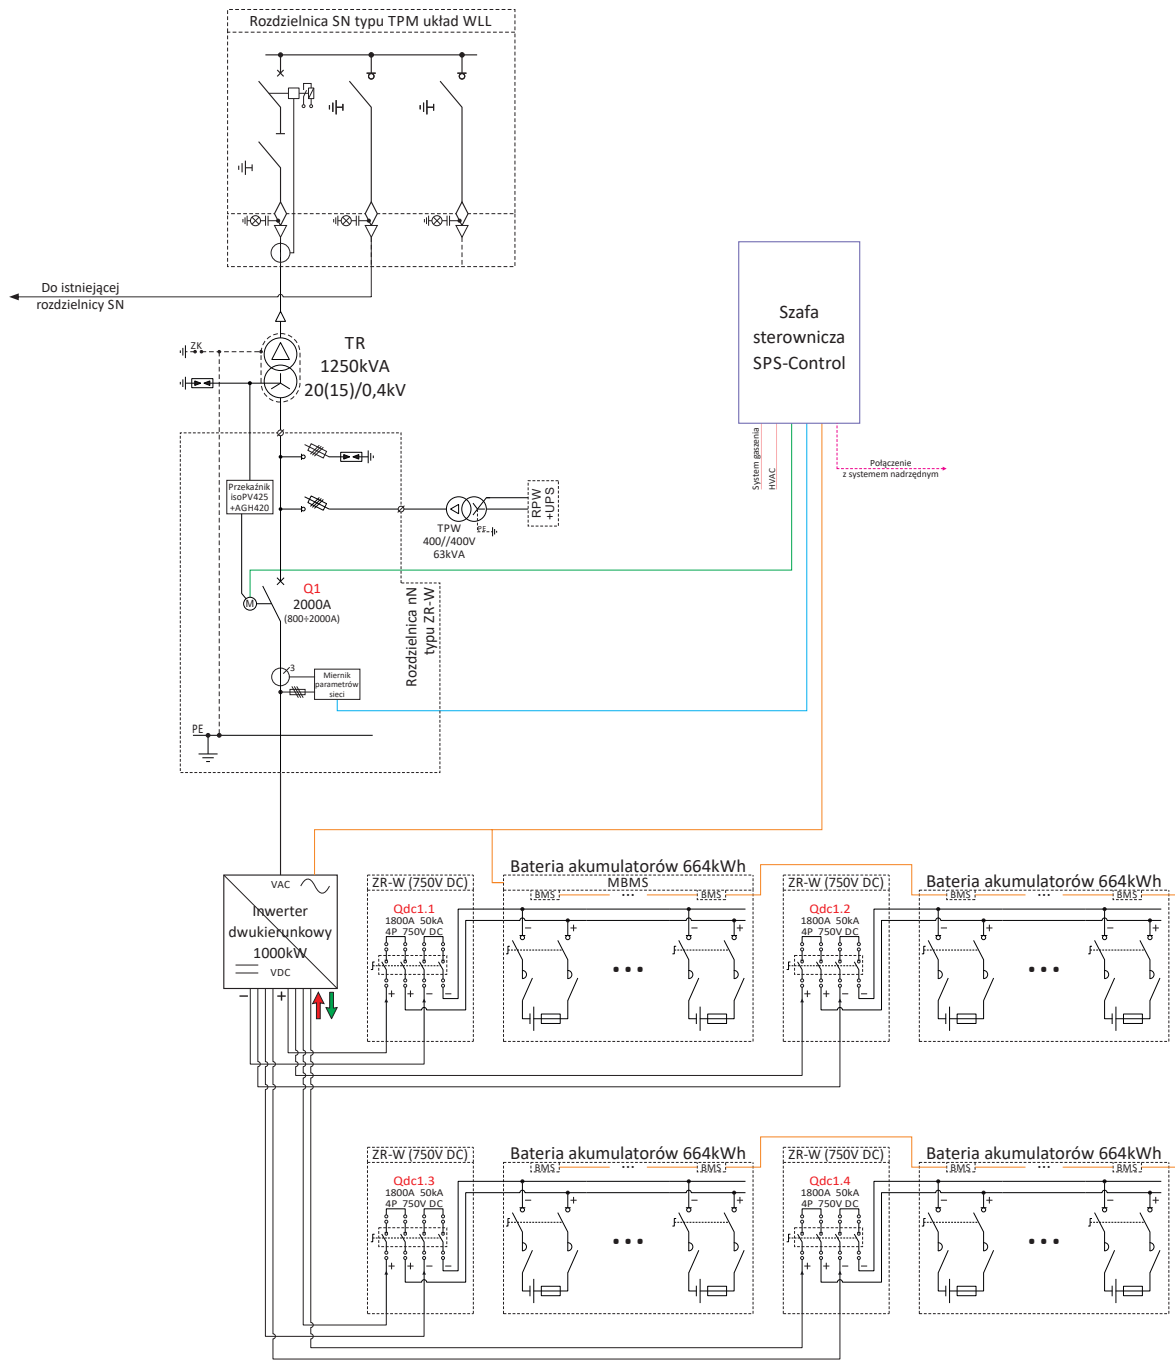 Rozdzielnica SN typu TPM układ WLL
Do istniejącej
rozdzielnicy SN
ZK
TR
1250kVA
20(15)/0,4kV
Szafa
sterownicza
SPS-Control
System gaszenia
HVAC
Połączenie
z systemem nadrzędnym
Przekaźnik
isoPV425
+AGH420
TPW
400//400V
63kVA
PE
RPW
+UPS
M
Q1
2000A
(800÷2000A)
Rozdzielnica nN
typu ZR-W
3
Miernik
parametrów
sieci
PE
VAC
Inwerter
dwukierunkowy
1000kW
VDC
− +
ZR-W (750V DC)
Qdc1.1
1800A 50kA
4P 750V DC
+ + − −
Bateria akumulatorów 664kWh
MBMS
BMS ... BMS
− + − +
ZR-W (750V DC)
Qdc1.2
1800A 50kA
4P 750V DC
+ + − −
Bateria akumulatorów 664kWh
BMS ... BMS
− + − +
ZR-W (750V DC)
Qdc1.3
1800A 50kA
4P 750V DC
+ + − −
Bateria akumulatorów 664kWh
BMS ... BMS
− + − +
ZR-W (750V DC)
Qdc1.4
1800A 50kA
4P 750V DC
+ + − −
Bateria akumulatorów 664kWh
BMS ... BMS
− + − +